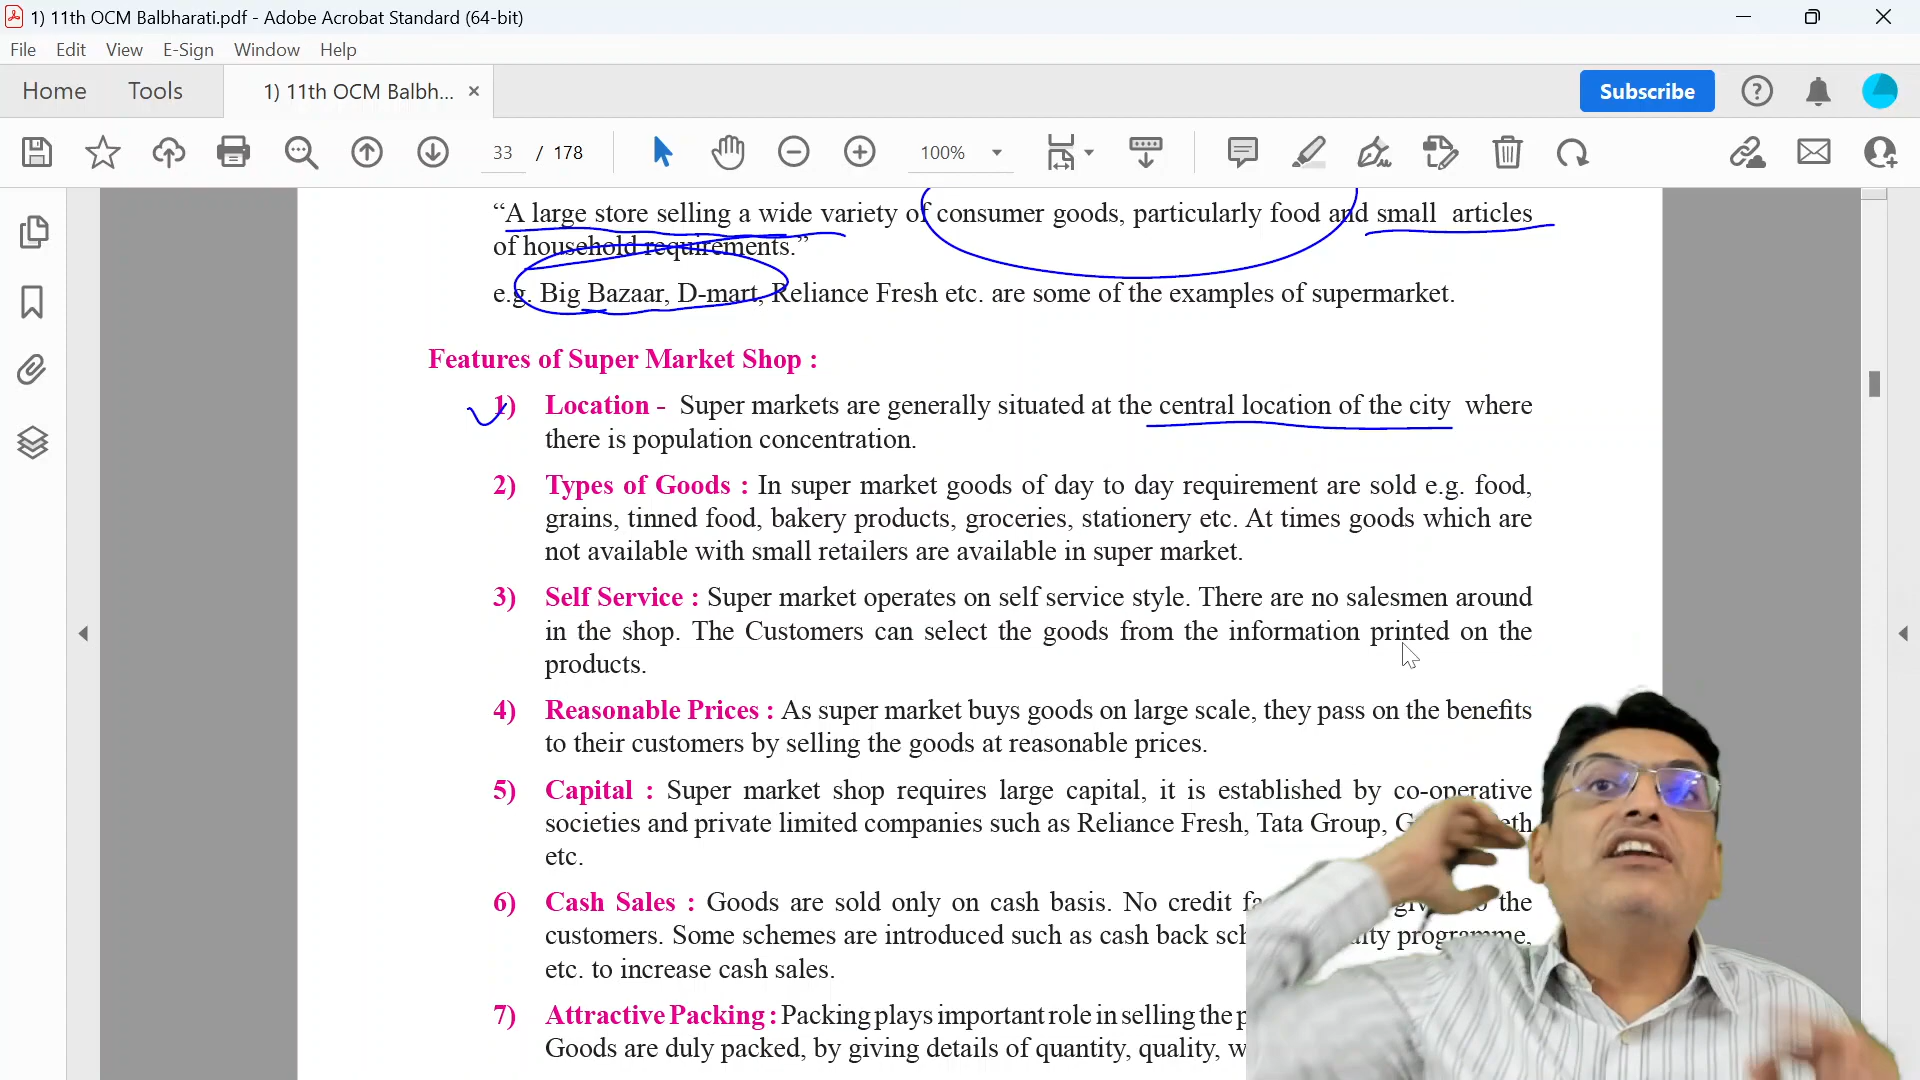 1) 11th OCM Balbharati.pdf - Adobe Acrobat Standard (64-bit)
File Edit View E-Sign Window Help
Home Tools 1) 11th OCM Balbh... × Subscribe
33 / 178 100%
“A large store selling a wide variety of consumer goods, particularly food and small articles
of household requirements.”
e.g. Big Bazaar, D-mart, Reliance Fresh etc. are some of the examples of supermarket.
Features of Super Market Shop :
1) Location - Super markets are generally situated at the central location of the city where
there is population concentration.
2) Types of Goods : In super market goods of day to day requirement are sold e.g. food,
grains, tinned food, bakery products, groceries, stationery etc. At times goods which are
not available with small retailers are available in super market.
3) Self Service : Super market operates on self service style. There are no salesmen around
in the shop. The Customers can select the goods from the information printed on the
products.
4) Reasonable Prices : As super market buys goods on large scale, they pass on the benefits
to their customers by selling the goods at reasonable prices.
5) Capital : Super market shop requires large capital, it is established by co-operative
societies and private limited companies such as Reliance Fresh, Tata Group,
etc.
6) Cash Sales : Goods are sold only on cash basis. No credit the
customers. Some schemes are introduced such as cash back programme,
etc. to increase cash sales.
7) Attractive Packing : Packing plays important role in selling the
Goods are duly packed, by giving details of quantity, quality,